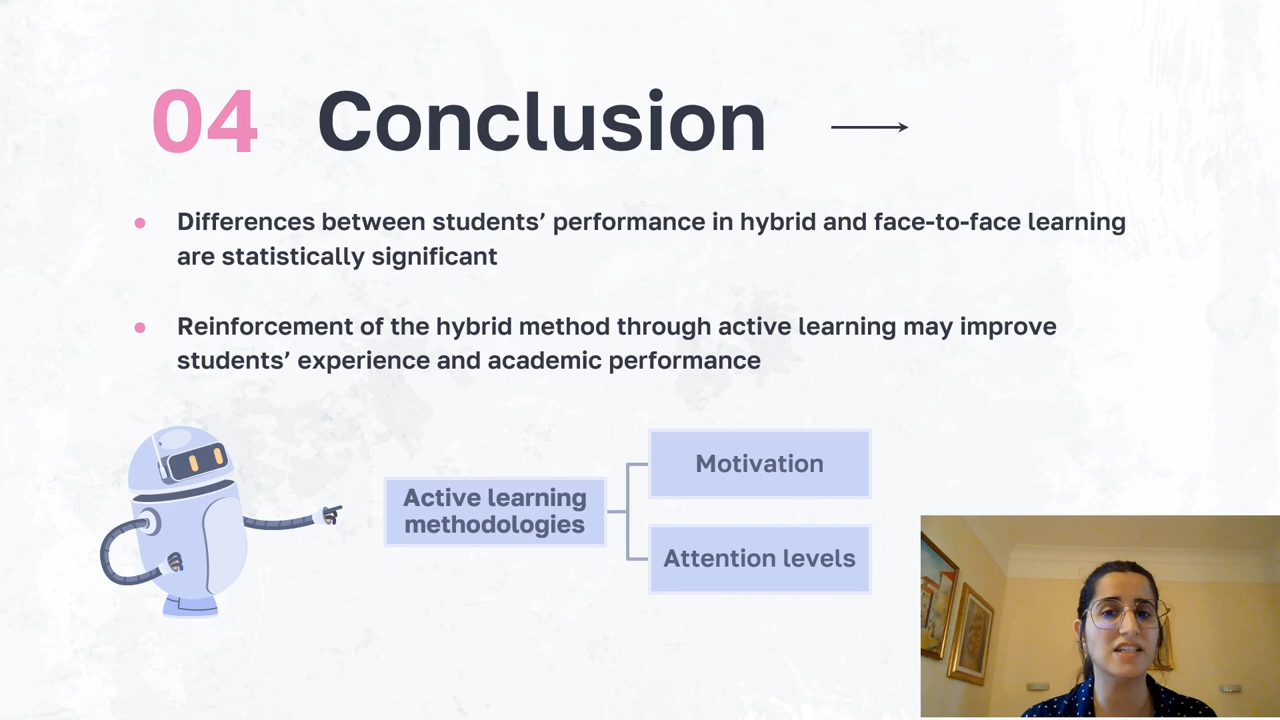 04 Conclusion
Differences between students’ performance in hybrid and face-to-face learning
are statistically significant
Reinforcement of the hybrid method through active learning may improve
students’ experience and academic performance
Active learning
methodologies
Motivation
Attention levels